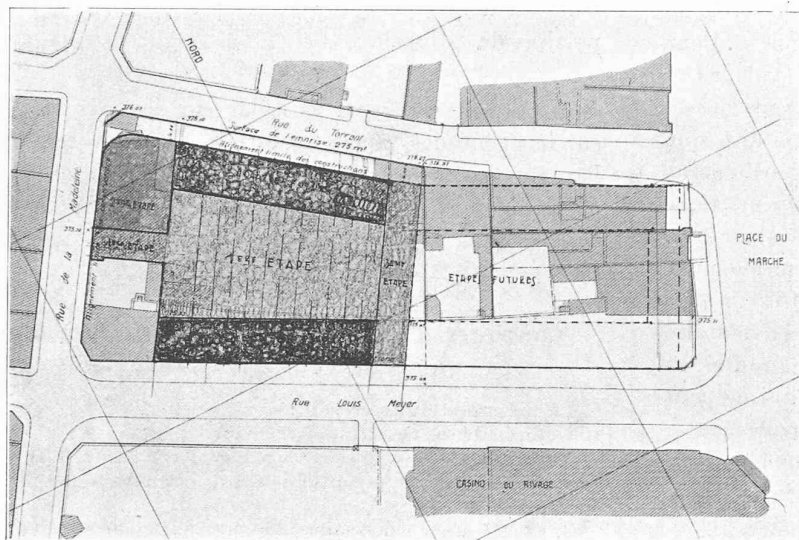 NORD
Rue du Torrent
Surface de l'emprise: 275 m²
Alignement limite des constructions
Rue de la Madeleine
2ème ETAPE
1ère ETAPE
1ère ETAPE
2ème
ETAPE
ETAPES FUTURES
PLACE DU
MARCHE
Rue Louis Meyer
CASINO DU RIVAGE